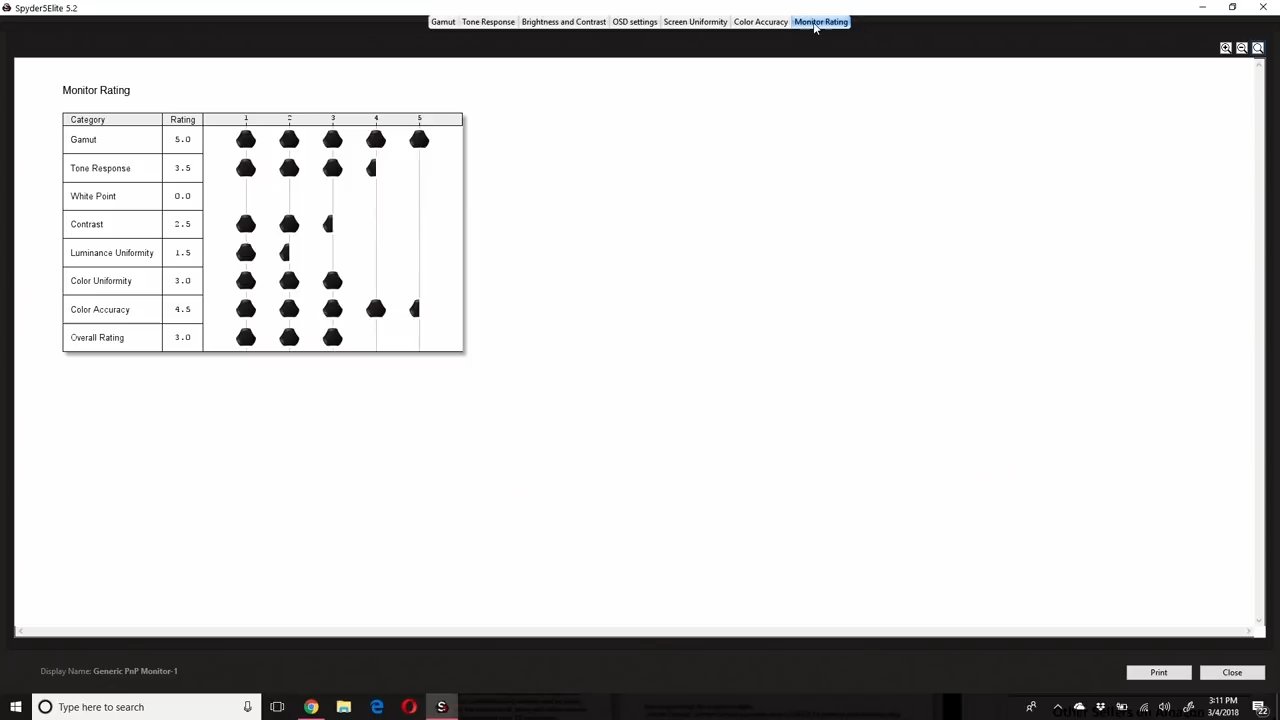 Spyder5Elite 5.2
Gamut Tone Response Brightness and Contrast OSD settings Screen Uniformity Color Accuracy Monitor Rating
Monitor Rating
Category Rating 1 2 3 4 5
Gamut 5.0
Tone Response 3.5
White Point 0.0
Contrast 2.5
Luminance Uniformity 1.5
Color Uniformity 3.0
Color Accuracy 4.5
Overall Rating 3.0
Display Name: Generic PnP Monitor-1
Print Close
Type here to search
3:11 PM
3/4/2018
22